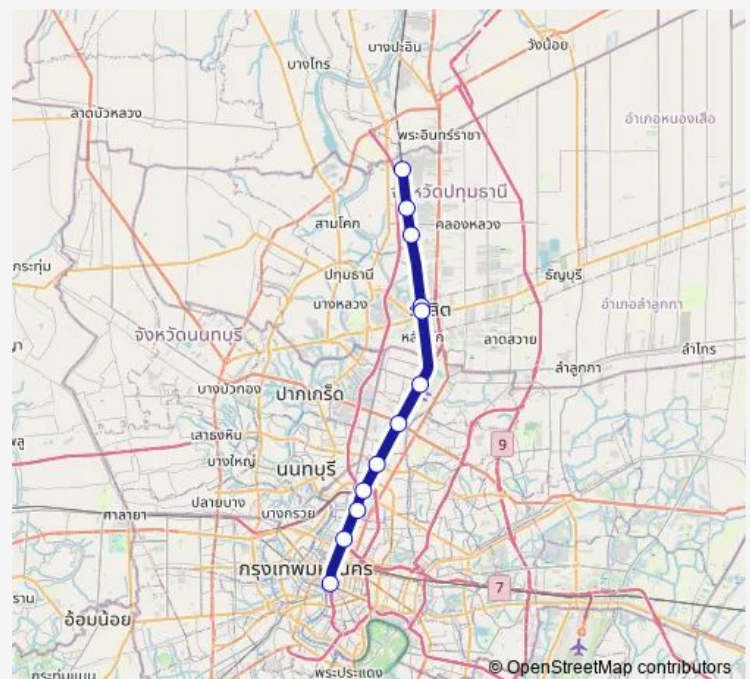 บางปะอิน
วังน้อย
บางไทร
ลาดบัวหลวง
อำเภอหนองเสือ
พระอินทร์ราชา
สามโคก
คลองหลวง
กระทุ่ม
ปทุมธานี
ธัญบุรี
บางหลวง
อำเภอลำลูกกา
จังหวัดนนทบุรี
ลาดสวาย
ลำไทร
ลำลูกกา
บางบัวทอง
ปากเกร็ด
เสาธงหิน
9
บางใหญ่
นนทบุรี
ปลายบาง
ศาลายา
บางกรวย
7
อ้อมน้อย
พระประแดง
© OpenStreetMap contributors